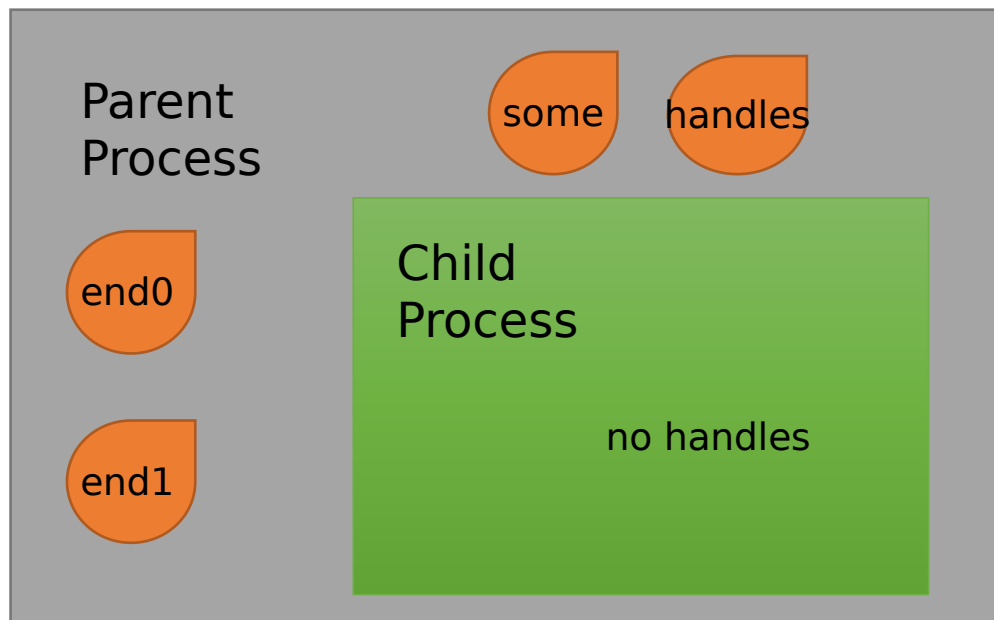 Parent
Process
some
handles
end0
Child
Process
no handles
end1